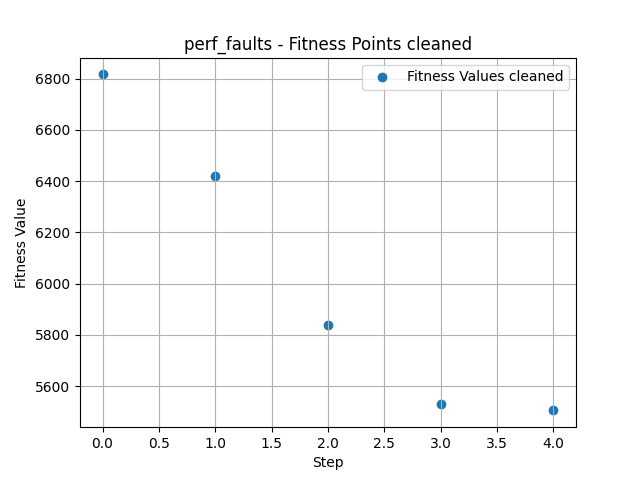 perf_faults - Fitness Points cleaned
Fitness Values cleaned
6800
6600
6400
6200
6000
5800
5600
Fitness Value
0.0 0.5 1.0 1.5 2.0 2.5 3.0 3.5 4.0
Step